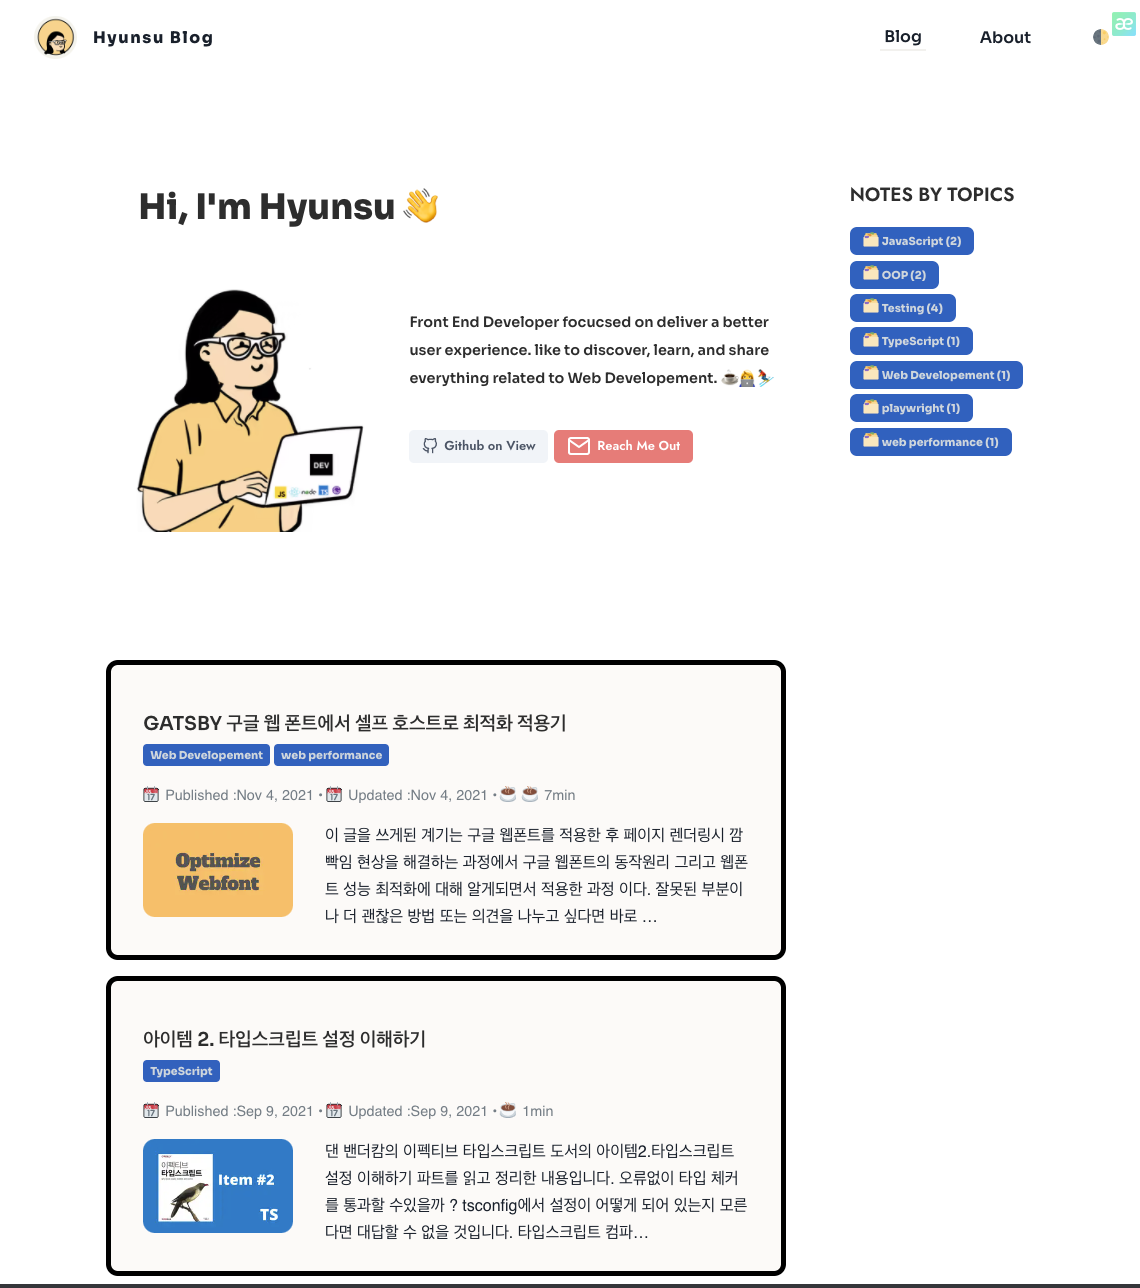 Hyunsu Blog
Blog
About
æ
Hi, I'm Hyunsu
NOTES BY TOPICS
JavaScript (2)
OOP (2)
Testing (4)
TypeScript (1)
Web Developement (1)
playwright (1)
web performance (1)
Front End Developer focucsed on deliver a better
user experience. like to discover, learn, and share
everything related to Web Developement.
DEV
JS
node
TS
Github on View
Reach Me Out
GATSBY 구글 웹 폰트에서 셀프 호스트로 최적화 적용기
Web Developement
web performance
Published :Nov 4, 2021 • Updated :Nov 4, 2021 • 7min
Optimize
Webfont
이 글을 쓰게된 계기는 구글 웹폰트를 적용한 후 페이지 렌더링시 깜
빡임 현상을 해결하는 과정에서 구글 웹폰트의 동작원리 그리고 웹폰
트 성능 최적화에 대해 알게되면서 적용한 과정 이다. 잘못된 부분이
나 더 괜찮은 방법 또는 의견을 나누고 싶다면 바로 …
아이템 2. 타입스크립트 설정 이해하기
TypeScript
Published :Sep 9, 2021 • Updated :Sep 9, 2021 • 1min
이펙티브
타입스크립트
Item #2
TS
댄 밴더캄의 이펙티브 타입스크립트 도서의 아이템2.타입스크립트
설정 이해하기 파트를 읽고 정리한 내용입니다. 오류없이 타입 체커
를 통과할 수있을까 ? tsconfig에서 설정이 어떻게 되어 있는지 모른
다면 대답할 수 없을 것입니다. 타입스크립트 컴파…